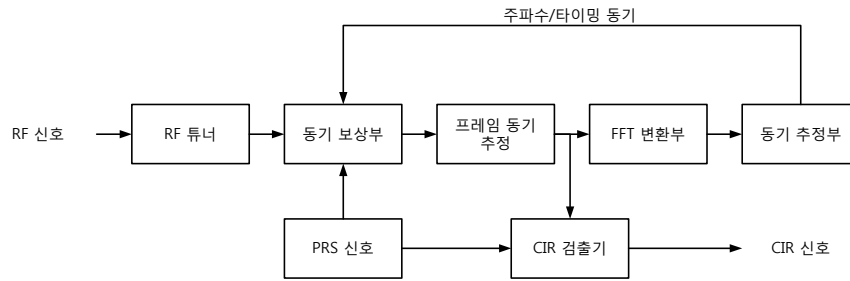 주파수/타이밍 동기
RF 신호
RF 튜너
동기 보상부
프레임 동기
추정
FFT 변환부
동기 추정부
PRS 신호
CIR 검출기
CIR 신호